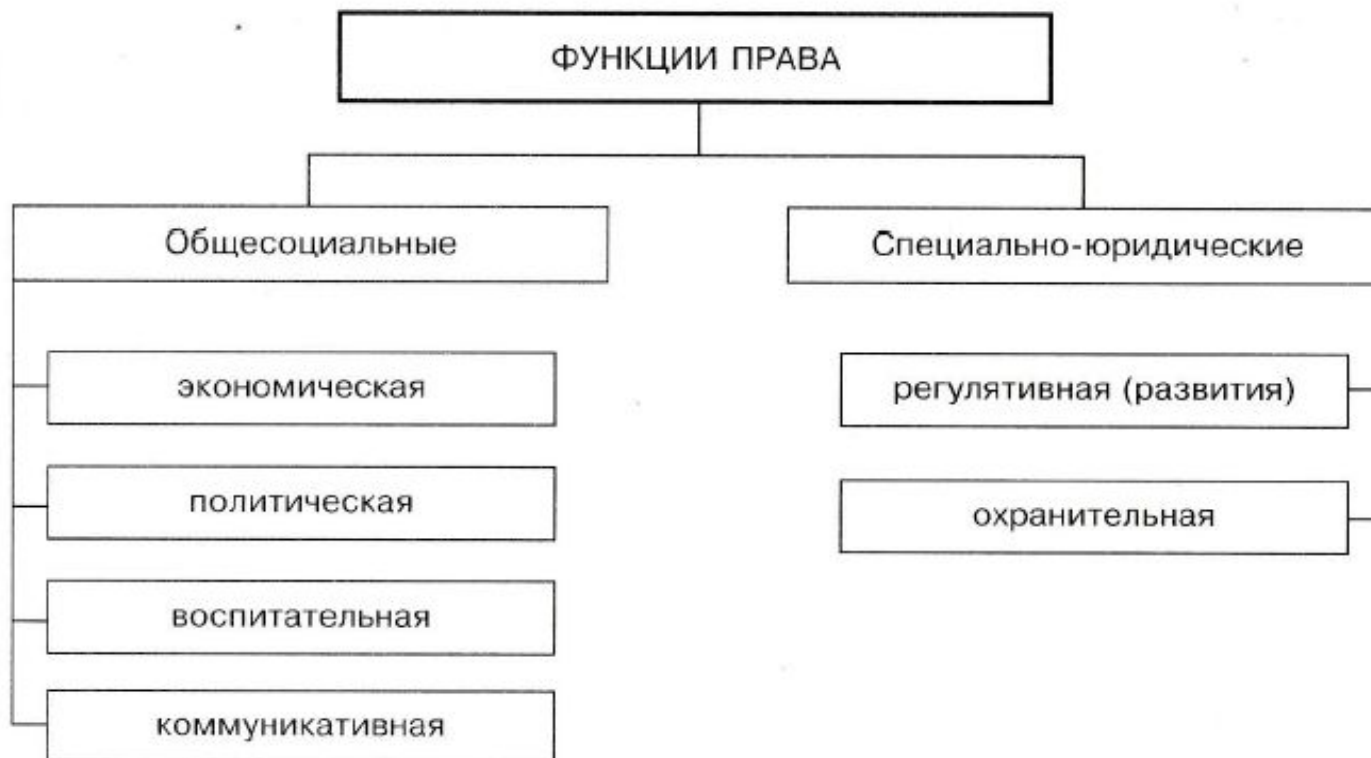 ФУНКЦИИ ПРАВА
Общесоциальные
экономическая
политическая
воспитательная
коммуникативная
Специально-юридические
регулятивная (развития)
охранительная